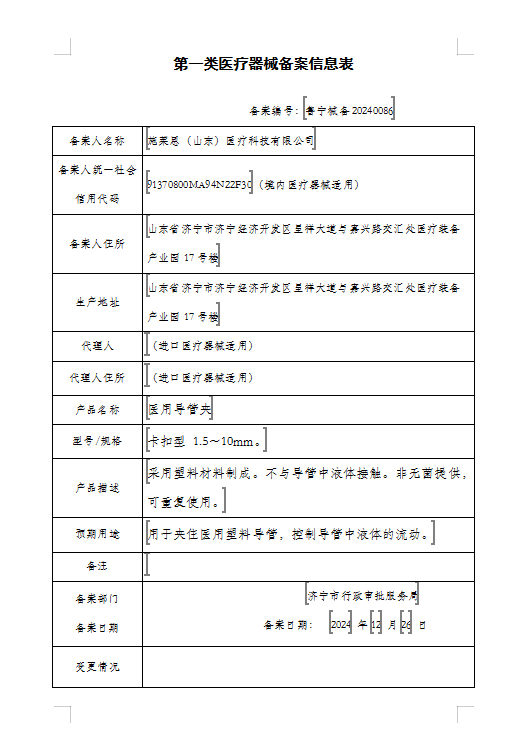 第一类医疗器械备案信息表
备案编号：鲁宁械备20240086
备案人名称
施莱恩（山东）医疗科技有限公司
备案人统一社会
信用代码
91370800MA94N2ZF30（境内医疗器械适用）
备案人住所
山东省济宁市济宁经济开发区呈祥大道与嘉兴路交汇处医疗装备
产业园17号楼
生产地址
山东省济宁市济宁经济开发区呈祥大道与嘉兴路交汇处医疗装备
产业园17号楼
代理人
（进口医疗器械适用）
代理人住所
（进口医疗器械适用）
产品名称
医用导管夹
型号/规格
卡扣型 1.5～10mm。
产品描述
采用塑料材料制成。不与导管中液体接触。非无菌提供，
可重复使用。
预期用途
用于夹住医用塑料导管，控制导管中液体的流动。
备注
备案部门
备案日期
济宁市行政审批服务局
备案日期： 2024 年 12 月 26 日
变更情况